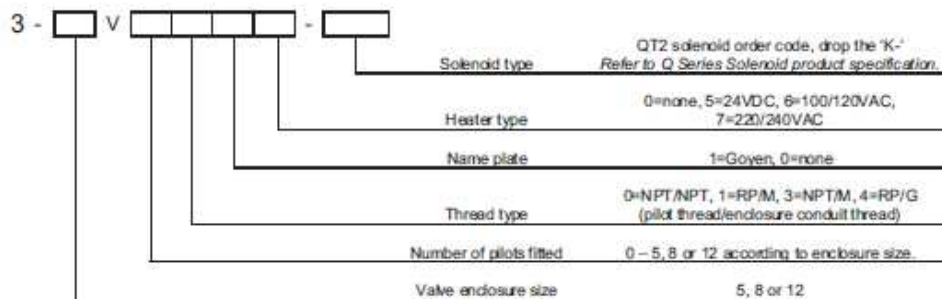 3 - V -
QT2 solenoid order code, drop the 'K-'
Solenoid type Refer to Q Series Solenoid product specification.
0=none, 5=24VDC, 6=100/120VAC,
Heater type 7=220/240VAC
Name plate 1=Goyen, 0=none
0=NPT/NPT, 1=RP/M, 3=NPT/M, 4=RP/G
Thread type (pilot thread/enclosure conduit thread)
Number of pilots fitted 0 – 5, 8 or 12 according to enclosure size.
Valve enclosure size 5, 8 or 12